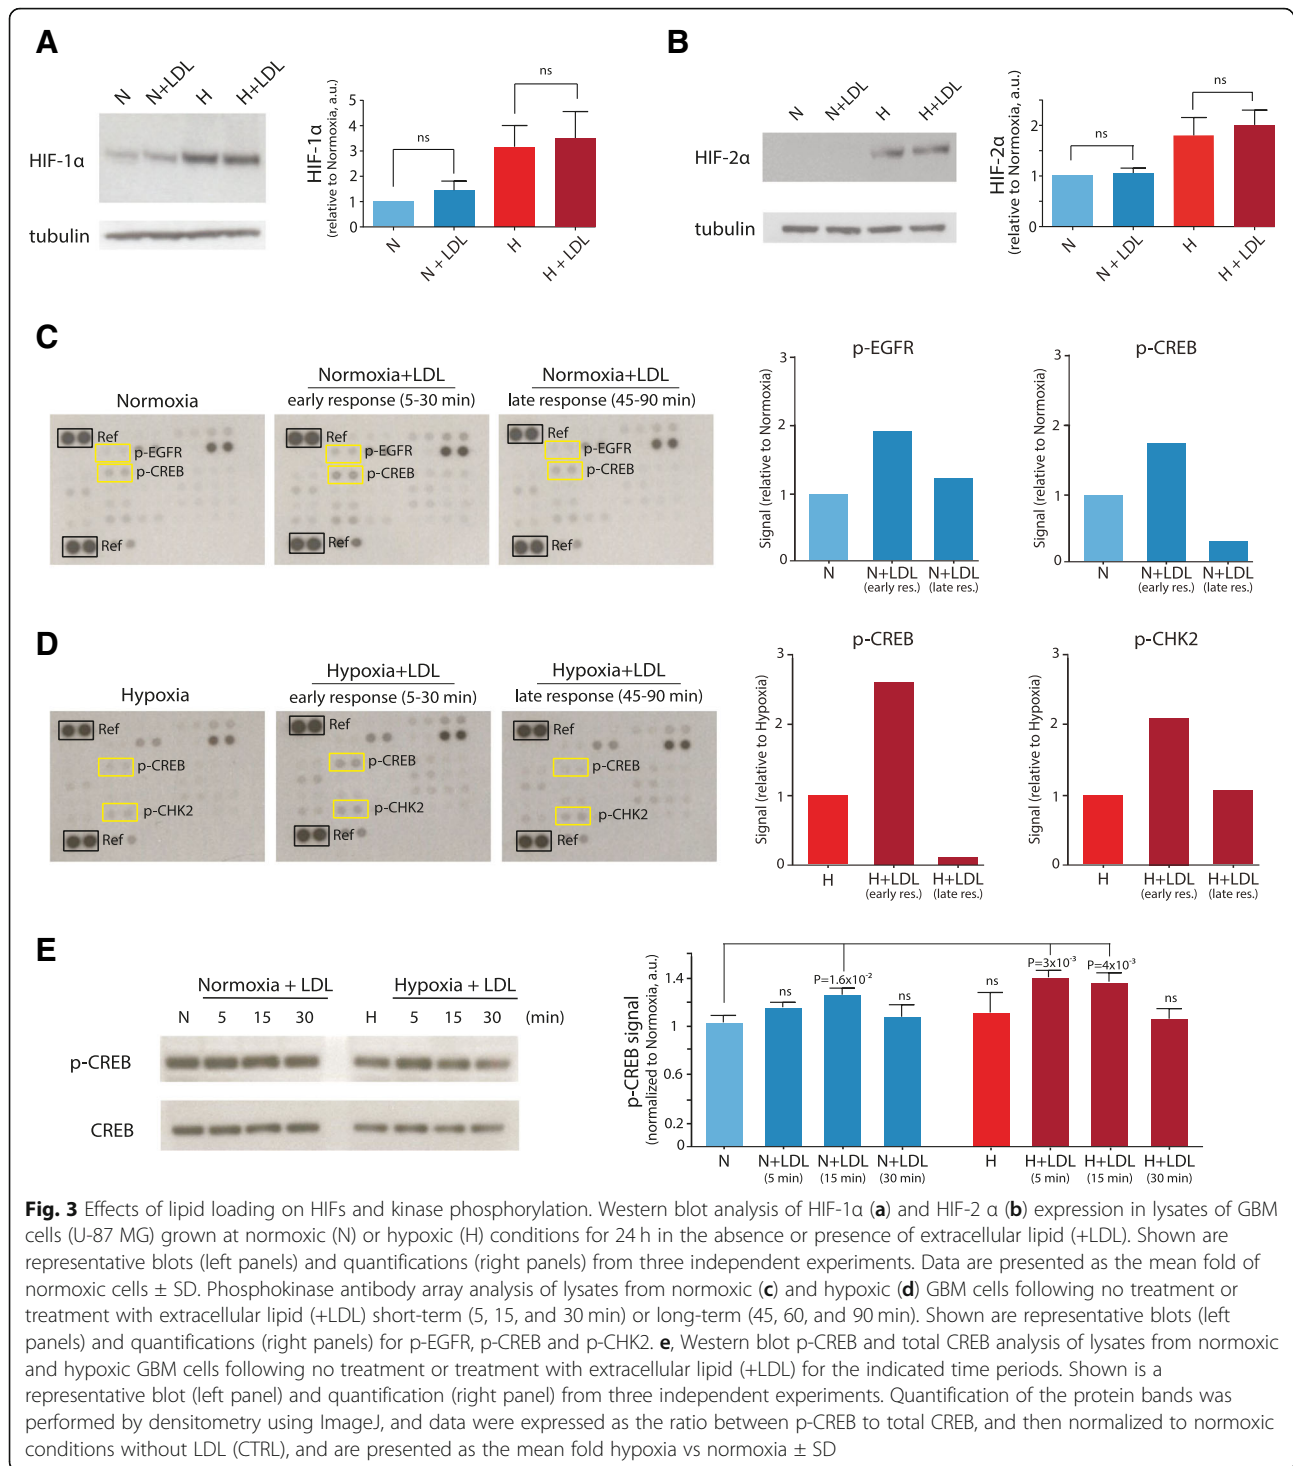 A
N
N+LDL
H
H+LDL
HIF-1α
tubulin
HIF-1α
(relative to Normoxia, a.u.)
5
4
3
2
1
0
ns
ns
N
N + LDL
H
H + LDL
B
N
N+LDL
H
H+LDL
HIF-2α
tubulin
HIF-2α
(relative to Normoxia, a.u.)
2
1
0
ns
ns
N
N + LDL
H
H + LDL
C
Normoxia
Normoxia+LDL
early response (5-30 min)
Normoxia+LDL
late response (45-90 min)
Ref
p-EGFR
p-CREB
Ref
Ref
p-EGFR
p-CREB
Ref
Ref
p-EGFR
p-CREB
Ref
p-EGFR
Signal (relative to Normoxia)
3
2
1
0
N
N+LDL
(early res.)
N+LDL
(late res.)
p-CREB
Signal (relative to Normoxia)
3
2
1
0
N
N+LDL
(early res.)
N+LDL
(late res.)
D
Hypoxia
Hypoxia+LDL
early response (5-30 min)
Hypoxia+LDL
late response (45-90 min)
Ref
p-CREB
p-CHK2
Ref
Ref
p-CREB
p-CHK2
Ref
Ref
p-CREB
p-CHK2
Ref
p-CREB
Signal (relative to Hypoxia)
3
2
1
0
H
H+LDL
(early res.)
H+LDL
(late res.)
p-CHK2
Signal (relative to Hypoxia)
3
2
1
0
H
H+LDL
(early res.)
H+LDL
(late res.)
E
Normoxia + LDL
Hypoxia + LDL
N 5 15 30 H 5 15 30 (min)
p-CREB
CREB
p-CREB signal
(normalized to Normoxia, a.u.)
1.4
1
0.6
0.2
0
ns
P=1.6x10⁻²
ns
ns
P=3x10⁻³
P=4x10⁻³
ns
N
N+LDL
(5 min)
N+LDL
(15 min)
N+LDL
(30 min)
H
H+LDL
(5 min)
H+LDL
(15 min)
H+LDL
(30 min)
Fig. 3 Effects of lipid loading on HIFs and kinase phosphorylation. Western blot analysis of HIF-1α (a) and HIF-2 α (b) expression in lysates of GBM
cells (U-87 MG) grown at normoxic (N) or hypoxic (H) conditions for 24 h in the absence or presence of extracellular lipid (+LDL). Shown are
representative blots (left panels) and quantifications (right panels) from three independent experiments. Data are presented as the mean fold of
normoxic cells ± SD. Phosphokinase antibody array analysis of lysates from normoxic (c) and hypoxic (d) GBM cells following no treatment or
treatment with extracellular lipid (+LDL) short-term (5, 15, and 30 min) or long-term (45, 60, and 90 min). Shown are representative blots (left
panels) and quantifications (right panels) for p-EGFR, p-CREB and p-CHK2. e, Western blot p-CREB and total CREB analysis of lysates from normoxic
and hypoxic GBM cells following no treatment or treatment with extracellular lipid (+LDL) for the indicated time periods. Shown is a
representative blot (left panel) and quantification (right panel) from three independent experiments. Quantification of the protein bands was
performed by densitometry using ImageJ, and data were expressed as the ratio between p-CREB to total CREB, and then normalized to normoxic
conditions without LDL (CTRL), and are presented as the mean fold hypoxia vs normoxia ± SD